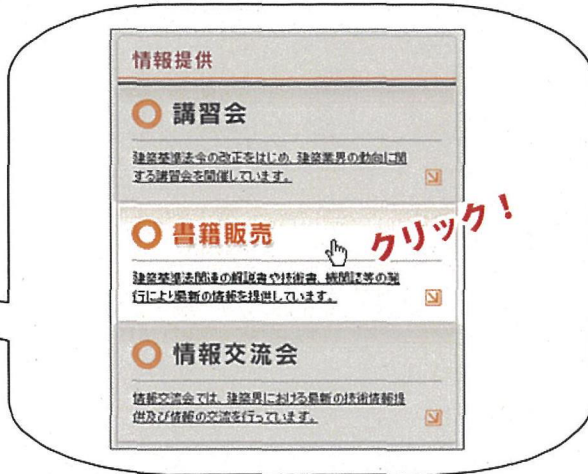 情報提供
講習会
建築基準法令の改正をはじめ、建築業界の動向に関
する講習会を開催しています。
書籍販売
クリック！
建築基準法関連の解説書や技術書、機関誌等の発
行により最新の情報を提供しています。
情報交流会
情報交流会では、建築界における最新の技術情報提
供及び情報の交流を行っています。